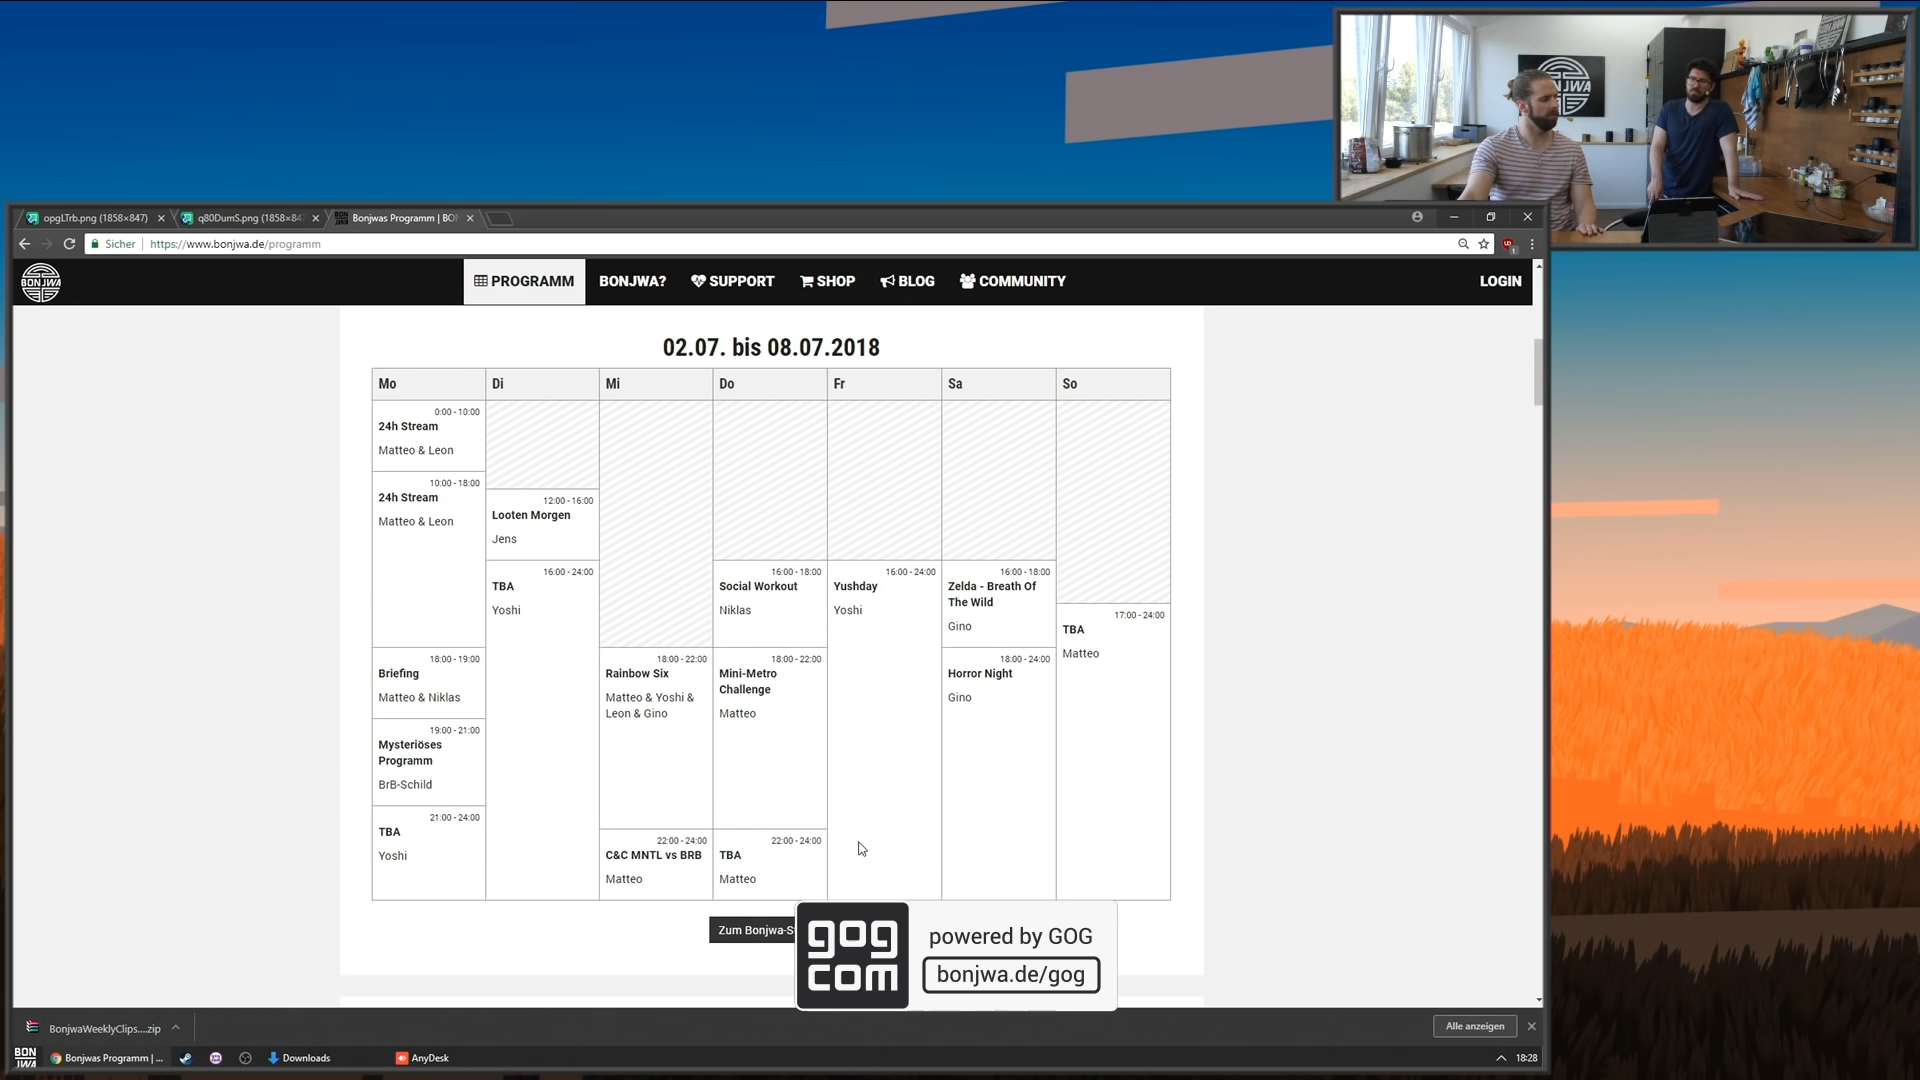 BONJWA
opgLTrb.png (1858×847)
q80DumS.png (1858×84
Bonjwas Programm | BO
Sicher
https://www.bonjwa.de/programm
BONJWA
PROGRAMM
BONJWA?
SUPPORT
SHOP
BLOG
COMMUNITY
LOGIN
02.07. bis 08.07.2018
Mo
Di
Mi
Do
Fr
Sa
So
0:00 - 10:00
24h Stream
Matteo & Leon
10:00 - 18:00
24h Stream
Matteo & Leon
18:00 - 19:00
Briefing
Matteo & Niklas
19:00 - 21:00
Mysteriöses
Programm
BrB-Schild
21:00 - 24:00
TBA
Yoshi
12:00 - 16:00
Looten Morgen
Jens
16:00 - 24:00
TBA
Yoshi
18:00 - 22:00
Rainbow Six
Matteo & Yoshi &
Leon & Gino
22:00 - 24:00
C&C MNTL vs BRB
Matteo
16:00 - 18:00
Social Workout
Niklas
18:00 - 22:00
Mini-Metro
Challenge
Matteo
22:00 - 24:00
TBA
Matteo
16:00 - 24:00
Yushday
Yoshi
16:00 - 18:00
Zelda - Breath Of
The Wild
Gino
18:00 - 24:00
Horror Night
Gino
17:00 - 24:00
TBA
Matteo
Zum Bonjwa-S
gog
com
powered by GOG
bonjwa.de/gog
BonjwaWeeklyClips....zip
Alle anzeigen
BON
JWA
Bonjwas Programm | ...
Downloads
AnyDesk
18:28